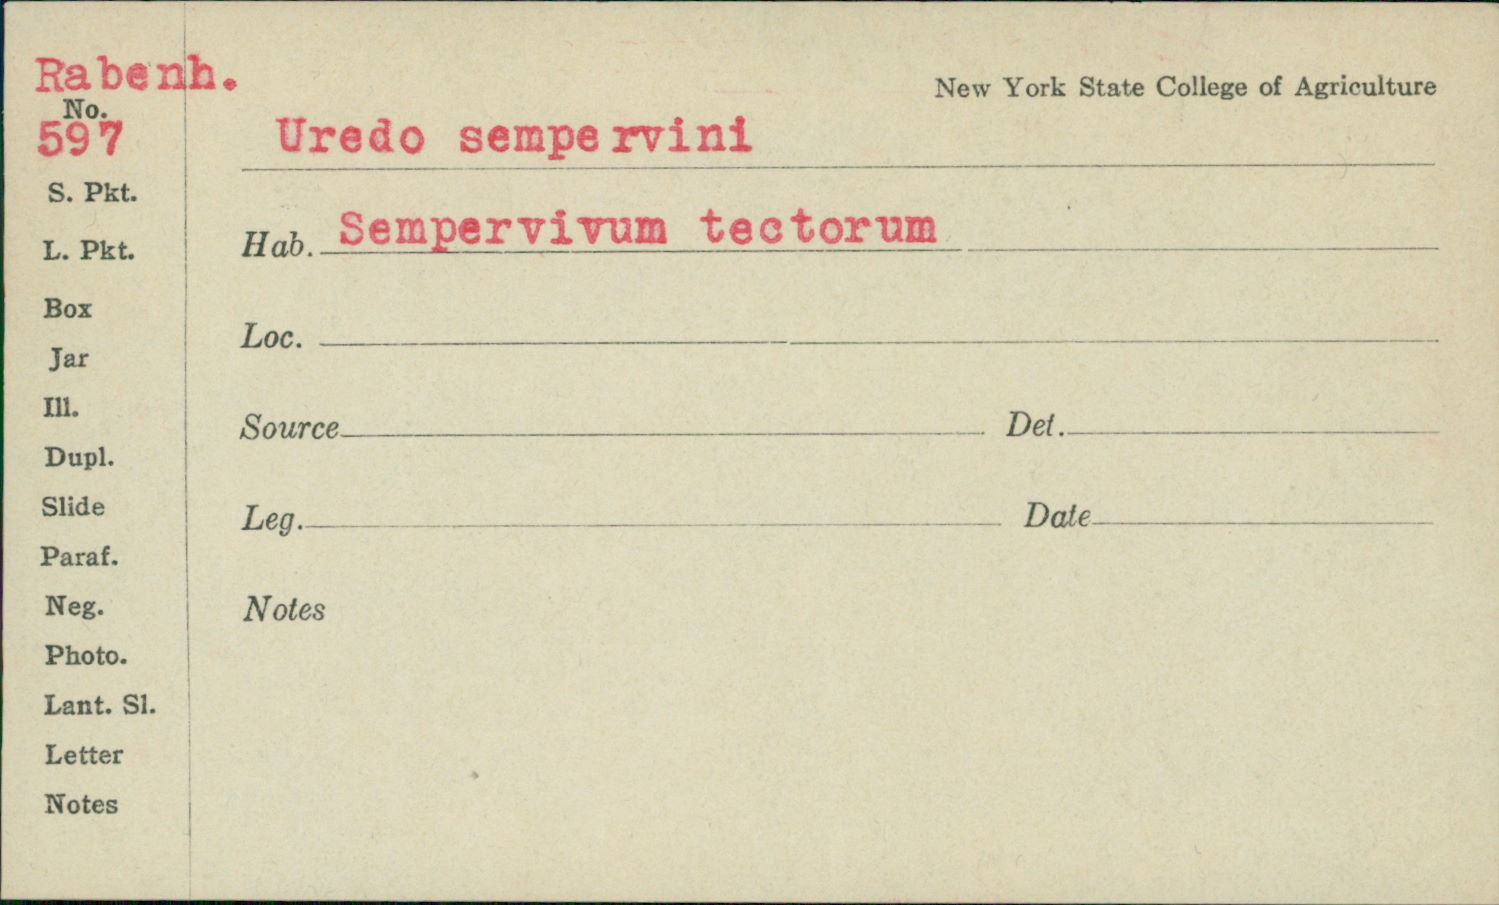 Rabenh.
New York State College of Agriculture
No.
597
Uredo sempervini
S. Pkt.
Hab. Sempervivum tectorum
L. Pkt.
Box
Loc.
Jar
Ill.
Source Det.
Dupl.
Slide
Leg. Date
Paraf.
Neg.
Notes
Photo.
Lant. Sl.
Letter
Notes